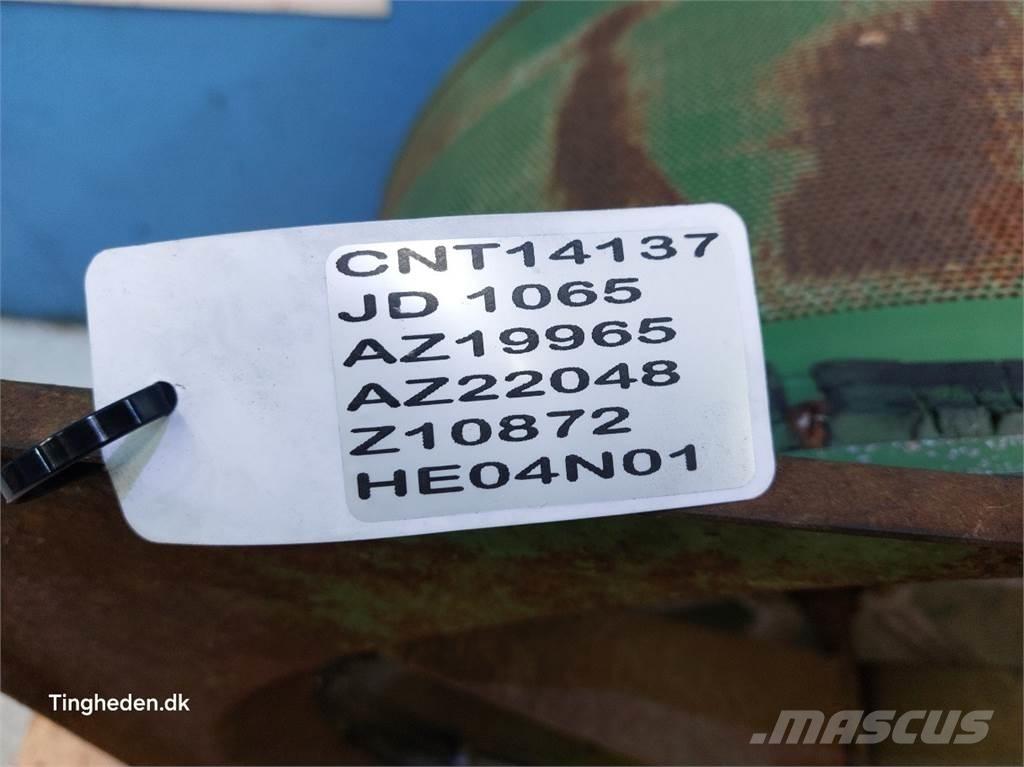 CNT14137
JD 1065
AZ19965
AZ22048
Z10872
HE04N01
Tingheden.dk
MASCUS